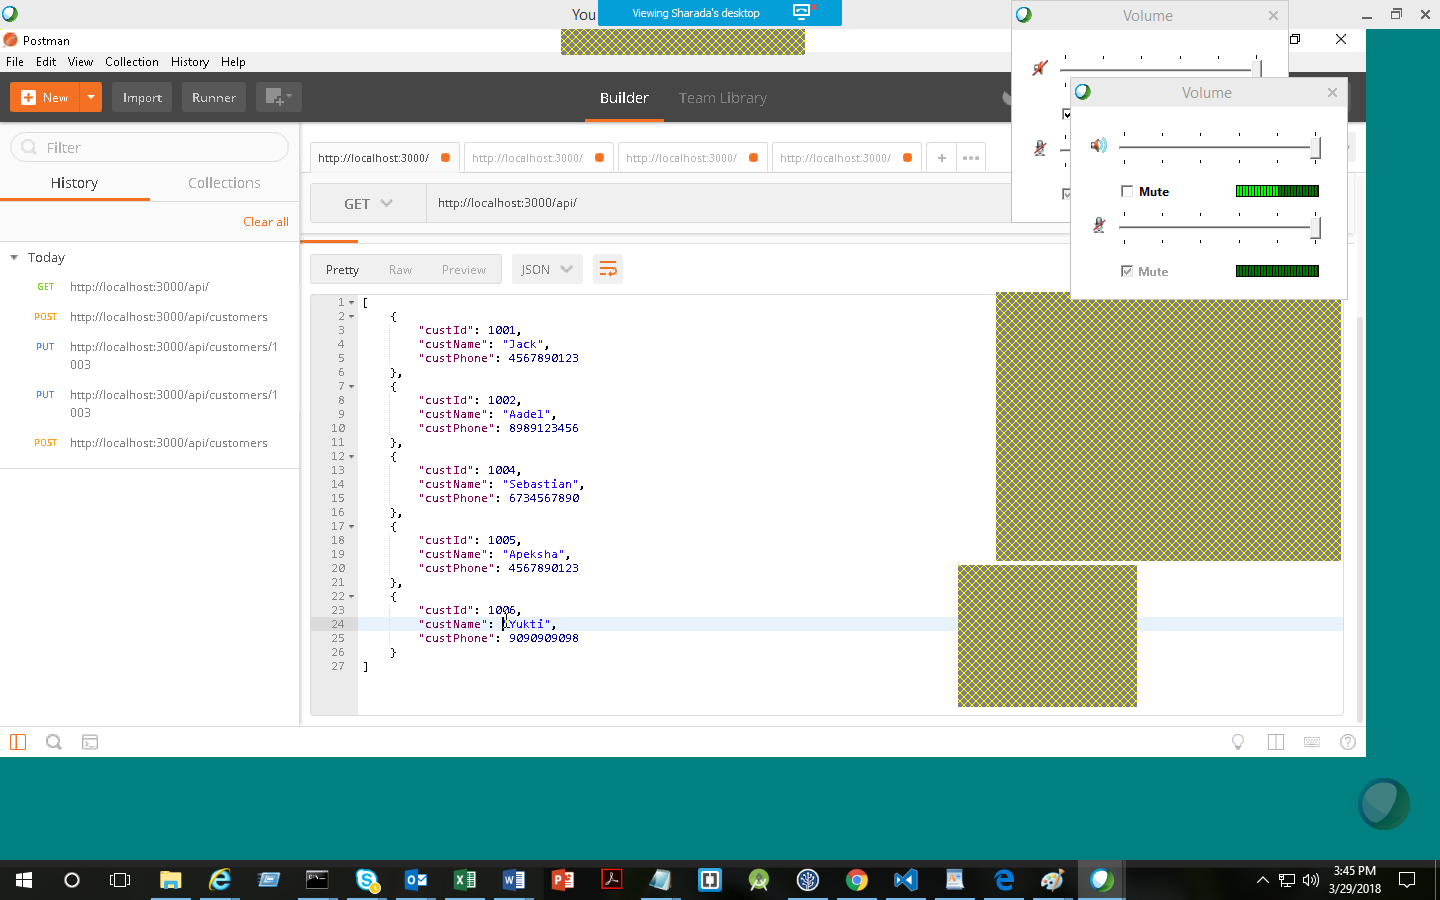 You
Viewing Sharada's desktop
Volume
Postman
File Edit View Collection History Help
Volume
New Import Runner Builder Team Library
Filter
http://localhost:3000/ http://localhost:3000/ http://localhost:3000/ http://localhost:3000/ + •••
History Collections
GET http://localhost:3000/api/
Mute
Clear all
Today
Pretty Raw Preview JSON
Mute
GET http://localhost:3000/api/
POST http://localhost:3000/api/customers
PUT http://localhost:3000/api/customers/1
003
PUT http://localhost:3000/api/customers/1
003
POST http://localhost:3000/api/customers
1 [
2 {
3 "custId": 1001,
4 "custName": "Jack",
5 "custPhone": 4567890123
6 },
7 {
8 "custId": 1002,
9 "custName": "Aadel",
10 "custPhone": 8989123456
11 },
12 {
13 "custId": 1004,
14 "custName": "Sebastian",
15 "custPhone": 6734567890
16 },
17 {
18 "custId": 1005,
19 "custName": "Apeksha",
20 "custPhone": 4567890123
21 },
22 {
23 "custId": 1006,
24 "custName": "Yukti",
25 "custPhone": 9090909098
26 }
27 ]
3:45 PM
3/29/2018